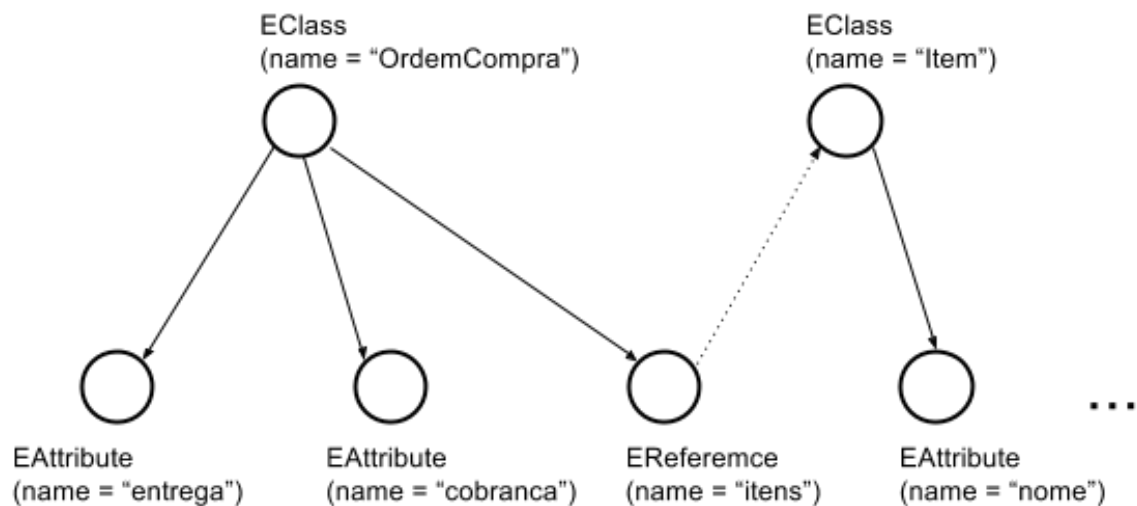 EClass
(name = “OrdemCompra”)
EClass
(name = “Item”)
EAttribute
(name = “entrega”)
EAttribute
(name = “cobranca”)
EReferemce
(name = “itens”)
EAttribute
(name = “nome”)
...